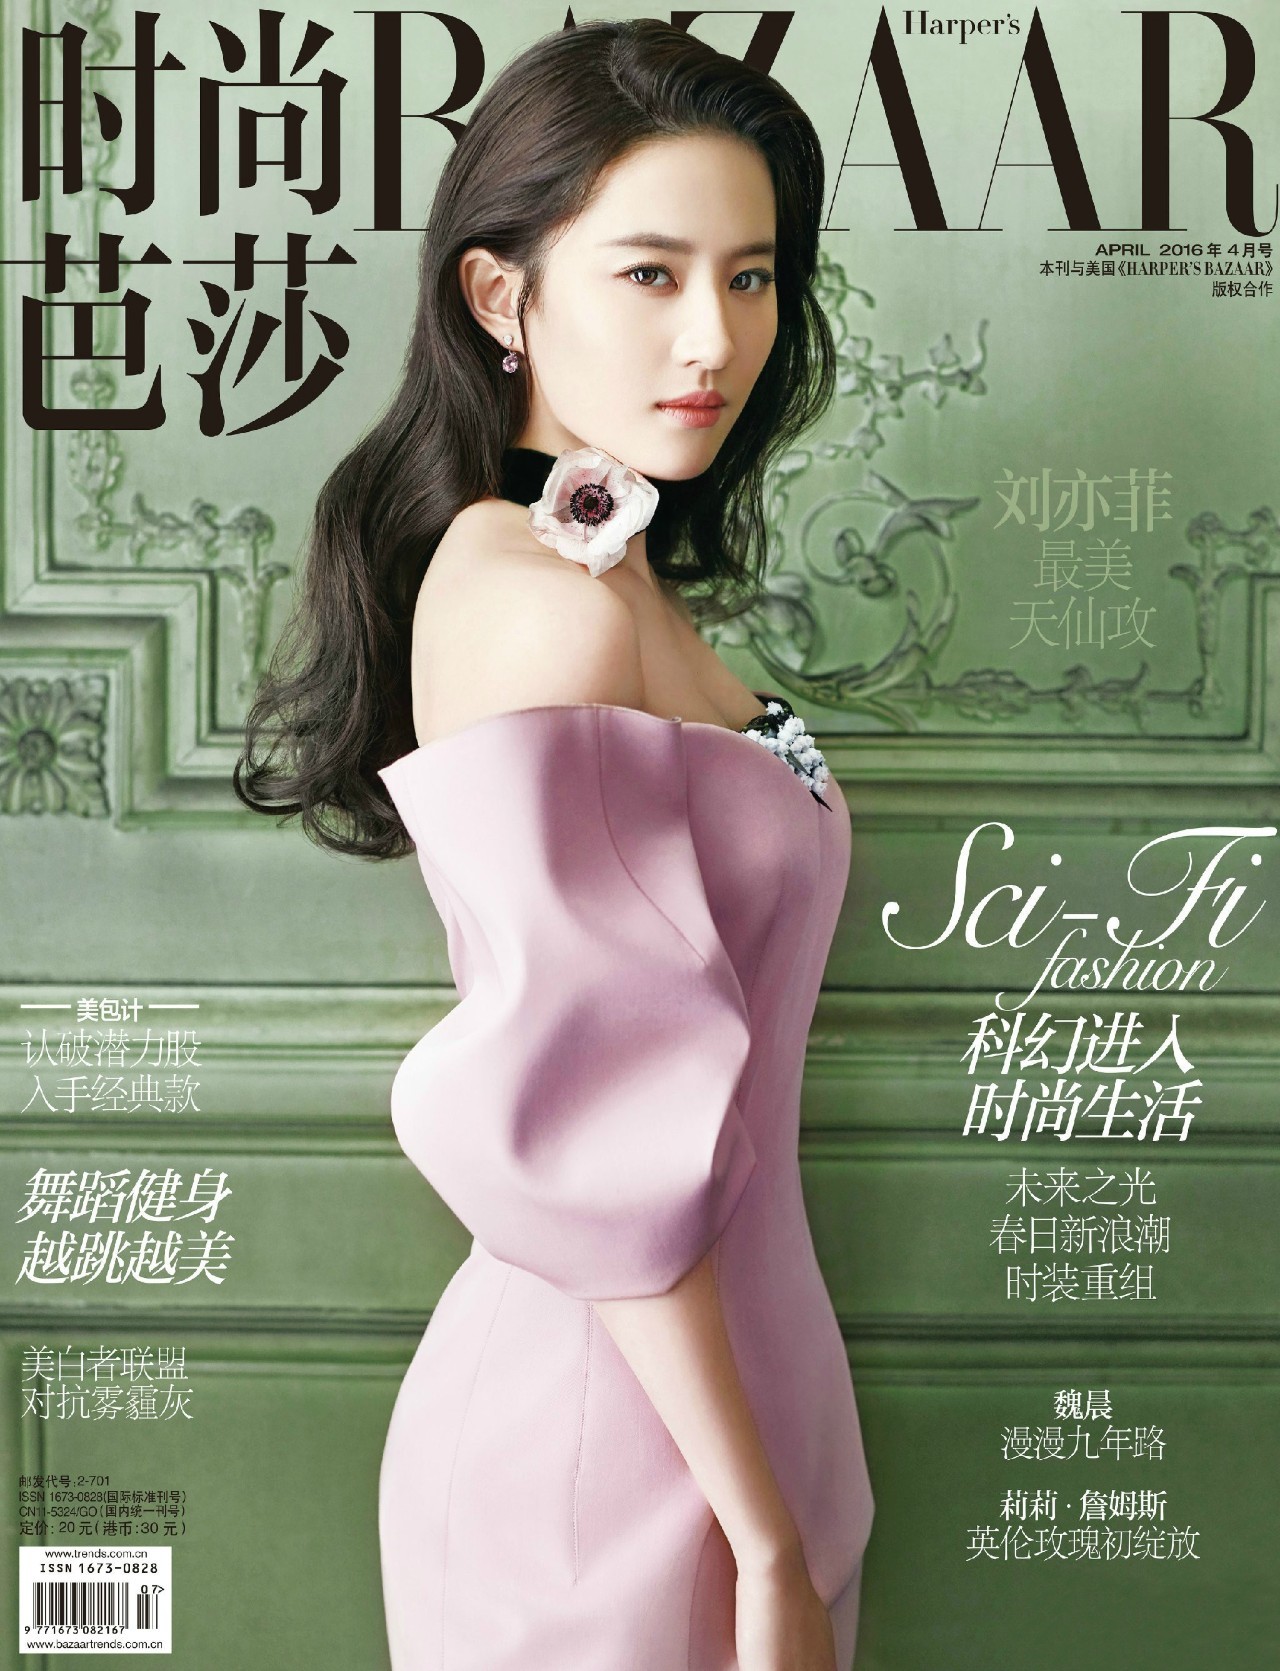 时尚
芭莎
BAZAAR
Harper's
APRIL 2016年4月号
本刊与美国《HARPER'S BAZAAR》
版权合作
刘亦菲
最美
天仙攻
Sci-Fi
fashion
科幻进入
时尚生活
未来之光
春日新浪潮
时装重组
魏晨
漫漫九年路
莉莉·詹姆斯
英伦玫瑰初绽放
美包计
认破潜力股
入手经典款
舞蹈健身
越跳越美
美白者联盟
对抗雾霾灰
邮发代号:2-701
ISSN 1673-0828(国际标准刊号)
CN11-5324/GO(国内统一刊号)
定价:20元(港币:30元)
www.trends.com.cn
ISSN 1673-0828
07>
9 771673 082167
www.bazaartrends.com.cn